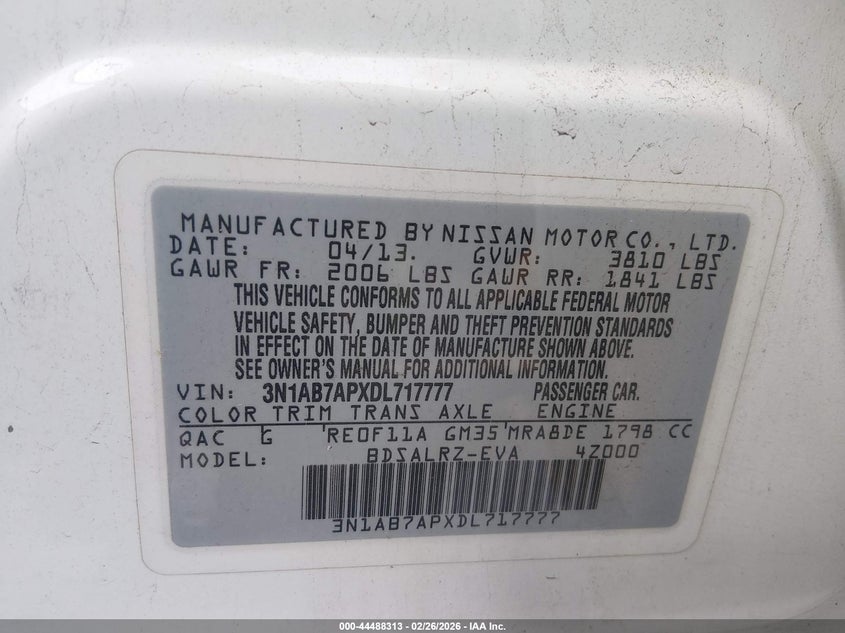 MANUFACTURED BY NISSAN MOTOR CO., LTD.
DATE: 04/13. GVWR: 3810 LBS
GAWR FR: 2006 LBS GAWR RR: 1841 LBS
THIS VEHICLE CONFORMS TO ALL APPLICABLE FEDERAL MOTOR
VEHICLE SAFETY, BUMPER AND THEFT PREVENTION STANDARDS
IN EFFECT ON THE DATE OF MANUFACTURE SHOWN ABOVE.
SEE OWNER'S MANUAL FOR ADDITIONAL INFORMATION.
VIN: 3N1AB7APXDL717777 PASSENGER CAR.
COLOR TRIM TRANS AXLE ENGINE
QAC G 'RE0F11A GM35'MRA8DE 1798 CC
MODEL: BDSALRZ-EVA 4Z000
3N1AB7APXDL717777
000-44488313 - 02/26/2026 - IAA Inc.